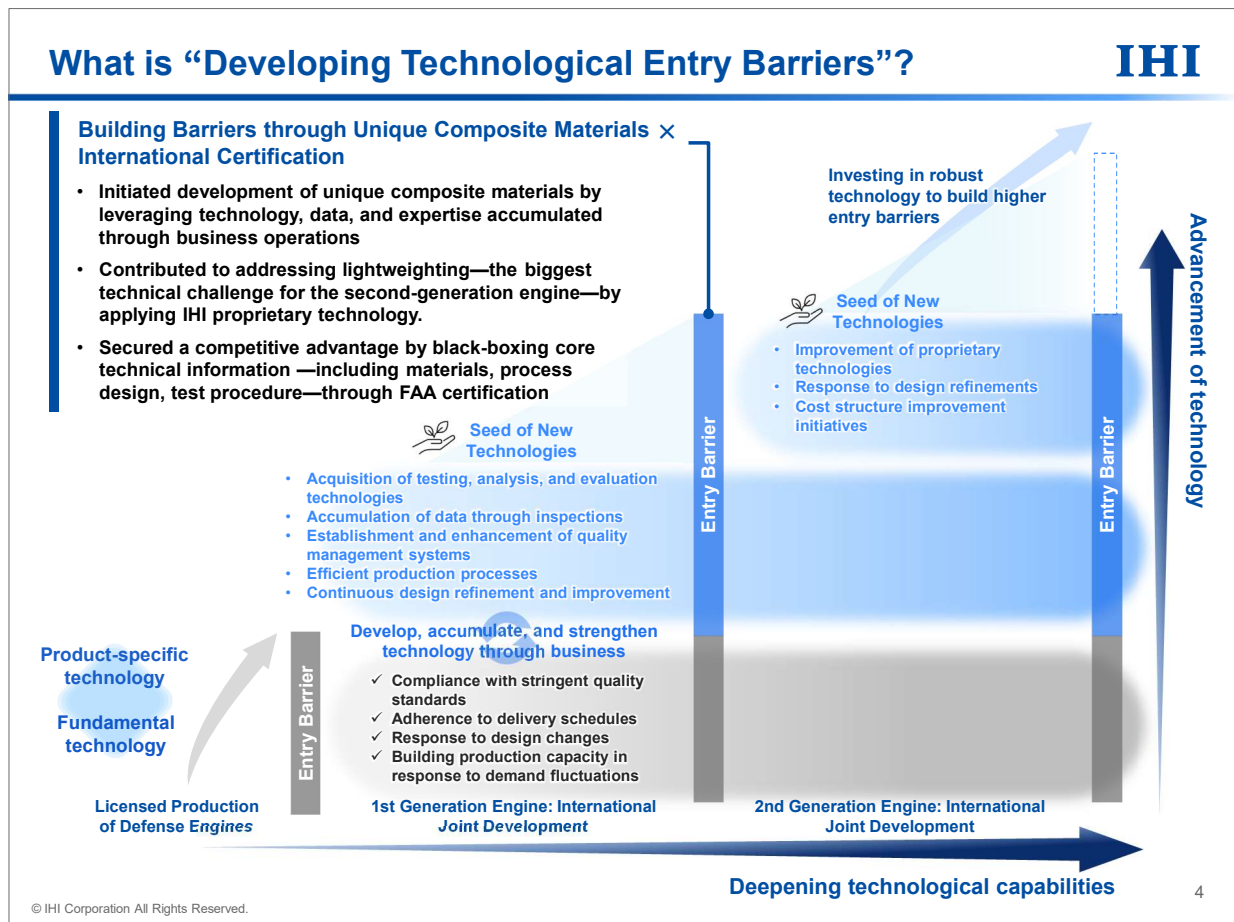 What is “Developing Technological Entry Barriers”?
IHI
Building Barriers through Unique Composite Materials ×
International Certification
• Initiated development of unique composite materials by
leveraging technology, data, and expertise accumulated
through business operations
• Contributed to addressing lightweighting—the biggest
technical challenge for the second-generation engine—by
applying IHI proprietary technology.
• Secured a competitive advantage by black-boxing core
technical information —including materials, process
design, test procedure—through FAA certification
Investing in robust
technology to build higher
entry barriers
Seed of New
Technologies
• Improvement of proprietary
technologies
• Response to design refinements
• Cost structure improvement
initiatives
Seed of New
Technologies
• Acquisition of testing, analysis, and evaluation
technologies
• Accumulation of data through inspections
• Establishment and enhancement of quality
management systems
• Efficient production processes
• Continuous design refinement and improvement
Entry Barrier
Entry Barrier
Advancement of technology
Develop, accumulate, and strengthen
technology through business
✓ Compliance with stringent quality
standards
✓ Adherence to delivery schedules
✓ Response to design changes
✓ Building production capacity in
response to demand fluctuations
Product-specific
technology
Fundamental
technology
Entry Barrier
Licensed Production
of Defense Engines
1st Generation Engine: International
Joint Development
2nd Generation Engine: International
Joint Development
Deepening technological capabilities
© IHI Corporation All Rights Reserved.
4